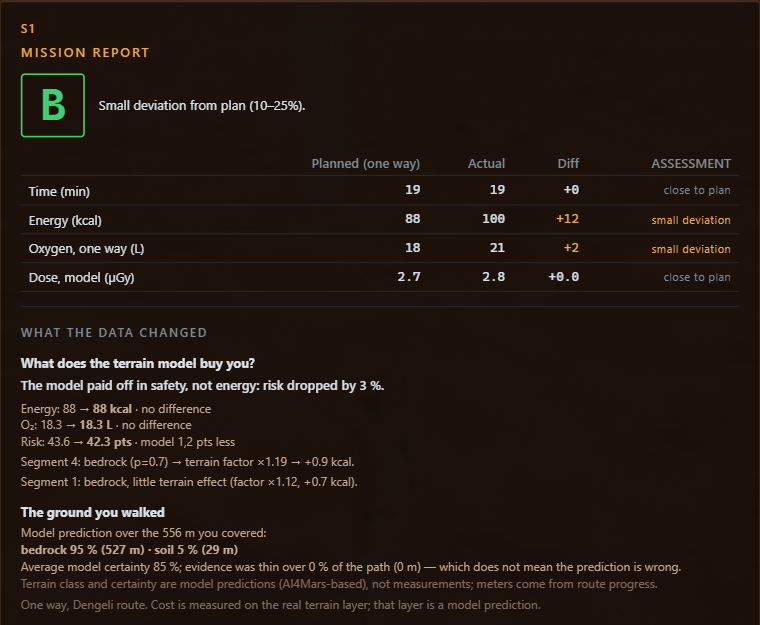 S1
MISSION REPORT
B
Small deviation from plan (10–25%).
Planned (one way) Actual Diff ASSESSMENT
Time (min) 19 19 +0 close to plan
Energy (kcal) 88 100 +12 small deviation
Oxygen, one way (L) 18 21 +2 small deviation
Dose, model (µGy) 2.7 2.8 +0.0 close to plan
WHAT THE DATA CHANGED
What does the terrain model buy you?
The model paid off in safety, not energy: risk dropped by 3 %.
Energy: 88 → 88 kcal · no difference
O₂: 18.3 → 18.3 L · no difference
Risk: 43.6 → 42.3 pts · model 1,2 pts less
Segment 4: bedrock (p=0.7) → terrain factor ×1.19 → +0.9 kcal.
Segment 1: bedrock, little terrain effect (factor ×1.12, +0.7 kcal).
The ground you walked
Model prediction over the 556 m you covered:
bedrock 95 % (527 m) · soil 5 % (29 m)
Average model certainty 85 %; evidence was thin over 0 % of the path (0 m) — which does not mean the prediction is wrong.
Terrain class and certainty are model predictions (AI4Mars-based), not measurements; meters come from route progress.
One way, Dengeli route. Cost is measured on the real terrain layer; that layer is a model prediction.